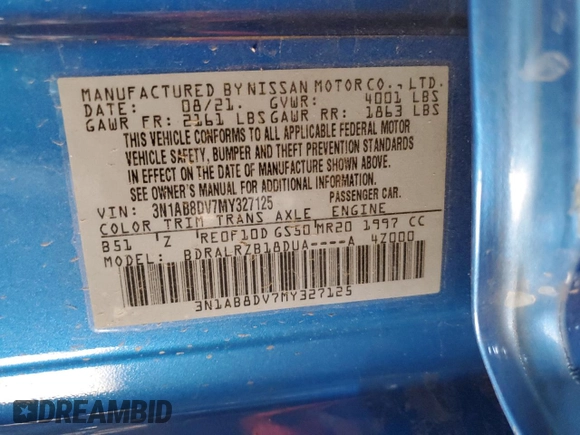 MANUFACTURED BY NISSAN MOTOR CO., LTD.
DATE: 08/21. GVWR: 4001 LBS
GAWR FR: 2161 LBS GAWR RR: 1863 LBS
THIS VEHICLE CONFORMS TO ALL APPLICABLE FEDERAL MOTOR
VEHICLE SAFETY, BUMPER AND THEFT PREVENTION STANDARDS
IN EFFECT ON THE DATE OF MANUFACTURE SHOWN ABOVE.
SEE OWNER'S MANUAL FOR ADDITIONAL INFORMATION.
VIN: 3N1AB8DV7MY327125 PASSENGER CAR.
COLOR TRIM TRANS AXLE ENGINE
B51 Z RE0F10D GS50 MR20 1997 CC
MODEL: BDRALRZB18DUA----A 4Z000
3N1AB8DV7MY327125
DREAMBID